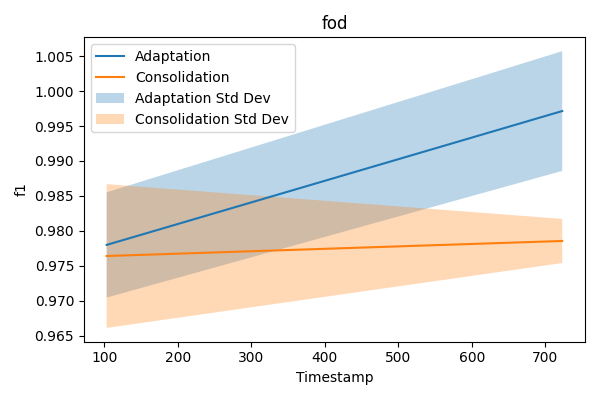 fod
Adaptation
Consolidation
Adaptation Std Dev
Consolidation Std Dev
f1
1.005
1.000
0.995
0.990
0.985
0.980
0.975
0.970
0.965
100 200 300 400 500 600 700
Timestamp